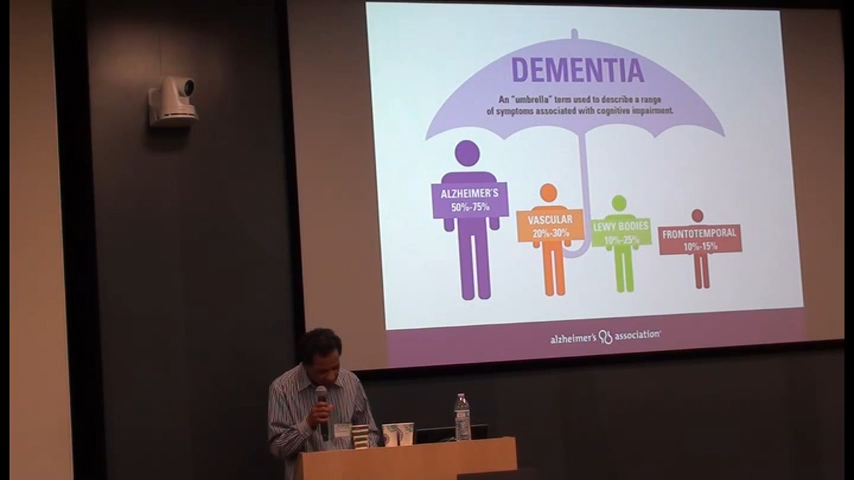 DEMENTIA
An "umbrella" term used to describe a range
of symptoms associated with cognitive impairment.
ALZHEIMER'S
50%-75%
VASCULAR
20%-30%
LEWY BODIES
10%-25%
FRONTOTEMPORAL
10%-15%
alzheimer's association®